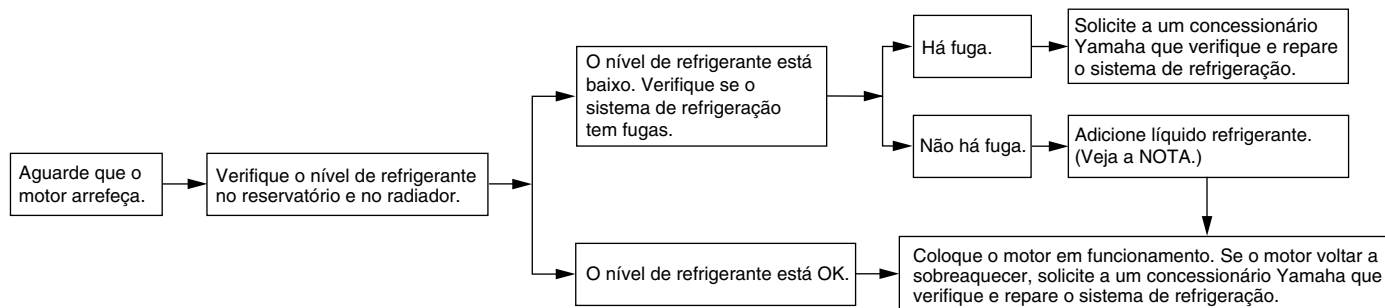 Aguarde que o
motor arrefeça.
Verifique o nível de refrigerante
no reservatório e no radiador.
O nível de refrigerante está
baixo. Verifique se o
sistema de refrigeração
tem fugas.
Há fuga.
Solicite a um concessionário
Yamaha que verifique e repare
o sistema de refrigeração.
Não há fuga.
Adicione líquido refrigerante.
(Veja a NOTA.)
O nível de refrigerante está OK.
Coloque o motor em funcionamento. Se o motor voltar a
sobreaquecer, solicite a um concessionário Yamaha que
verifique e repare o sistema de refrigeração.